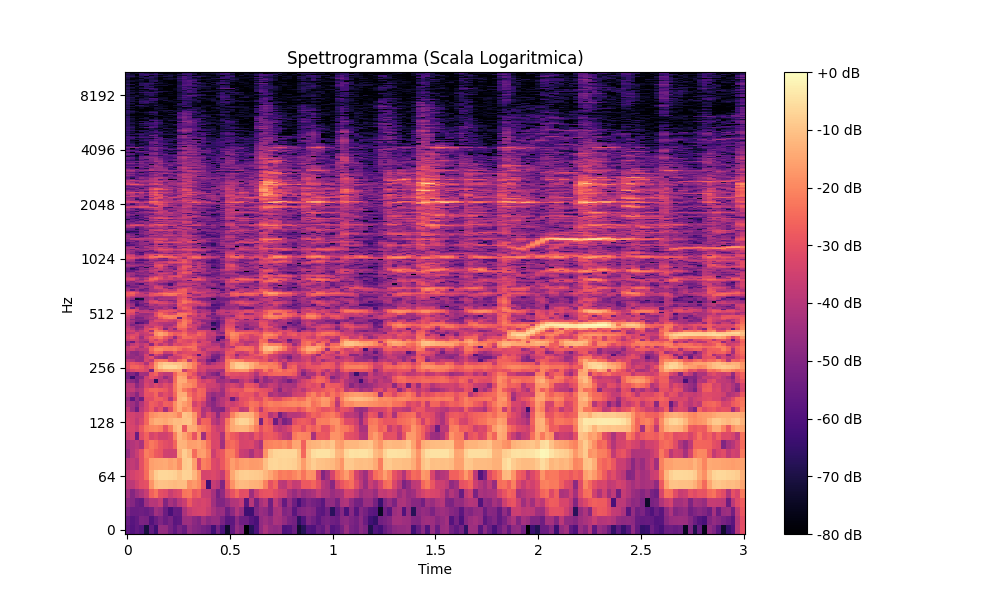 Spettrogramma (Scala Logaritmica)
Hz
8192
4096
2048
1024
512
256
128
64
0
0
0.5
1
1.5
2
2.5
3
Time
+0 dB
-10 dB
-20 dB
-30 dB
-40 dB
-50 dB
-60 dB
-70 dB
-80 dB